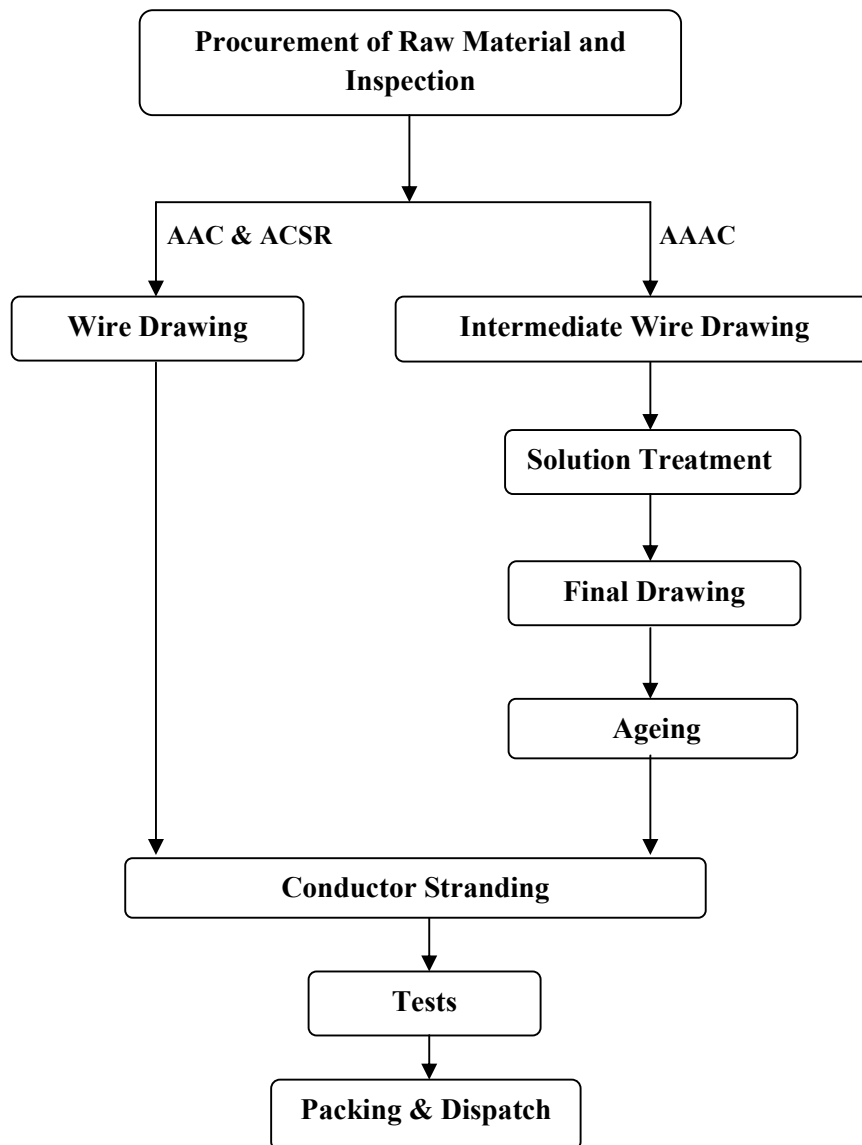 Procurement of Raw Material and
Inspection
AAC & ACSR
AAAC
Wire Drawing
Intermediate Wire Drawing
Solution Treatment
Final Drawing
Ageing
Conductor Stranding
Tests
Packing & Dispatch